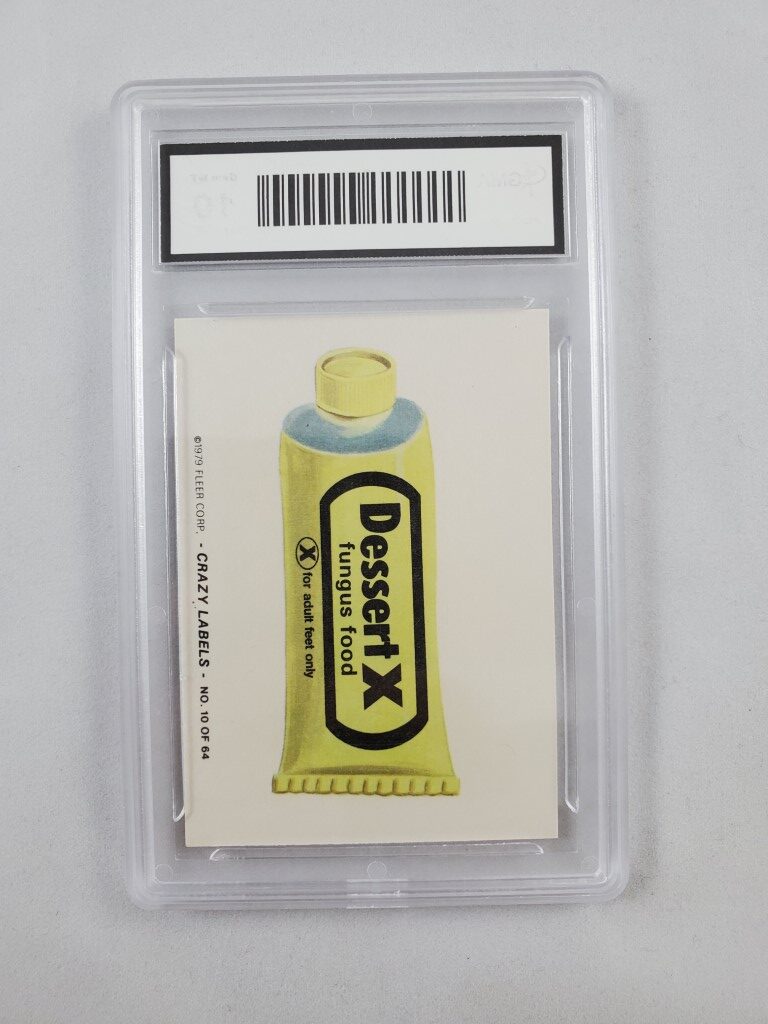 Dessert X
fungus food
X for adult feet only
©1979 FLEER CORP. - CRAZY LABELS - NO. 10 OF 64